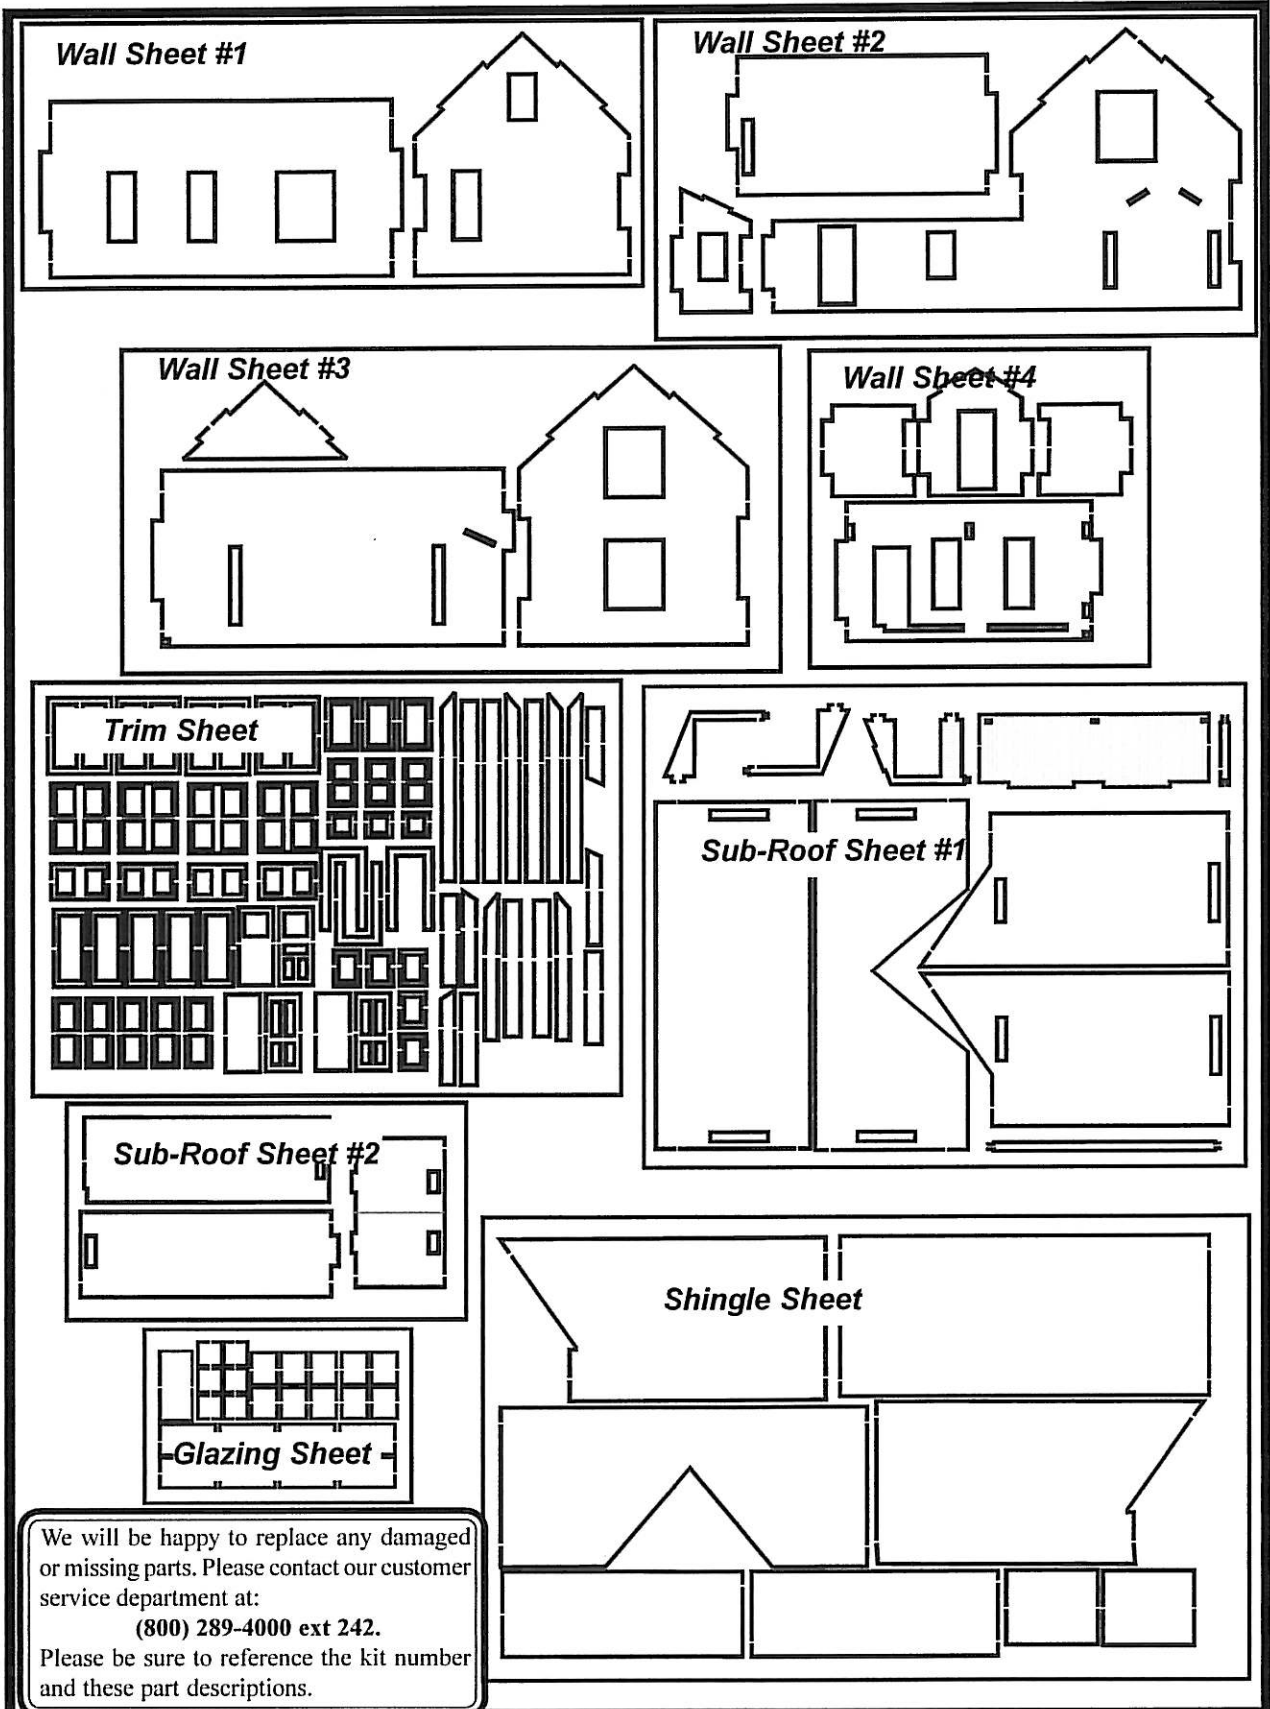 Wall Sheet #1
Wall Sheet #2
Wall Sheet #3
Wall Sheet #4
Trim Sheet
Sub-Roof Sheet #1
Sub-Roof Sheet #2
Shingle Sheet
Glazing Sheet
We will be happy to replace any damaged
or missing parts. Please contact our customer
service department at:
(800) 289-4000 ext 242.
Please be sure to reference the kit number
and these part descriptions.